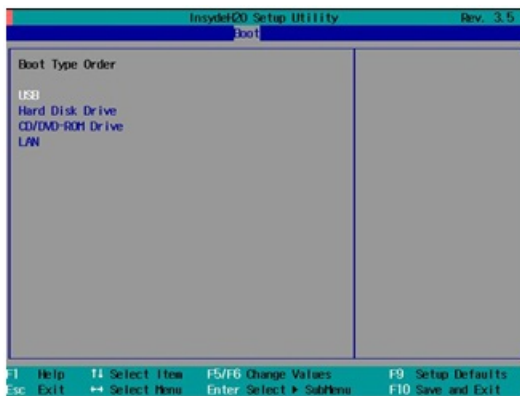 InsydeH20 Setup Utility Rev. 3.5
Boot
Boot Type Order
USB
Hard Disk Drive
CD/DVD-ROM Drive
LAN
F1 Help ↑↓ Select Item F5/F6 Change Values F9 Setup Defaults
Esc Exit ↔ Select Menu Enter Select ▶ SubMenu F10 Save and Exit